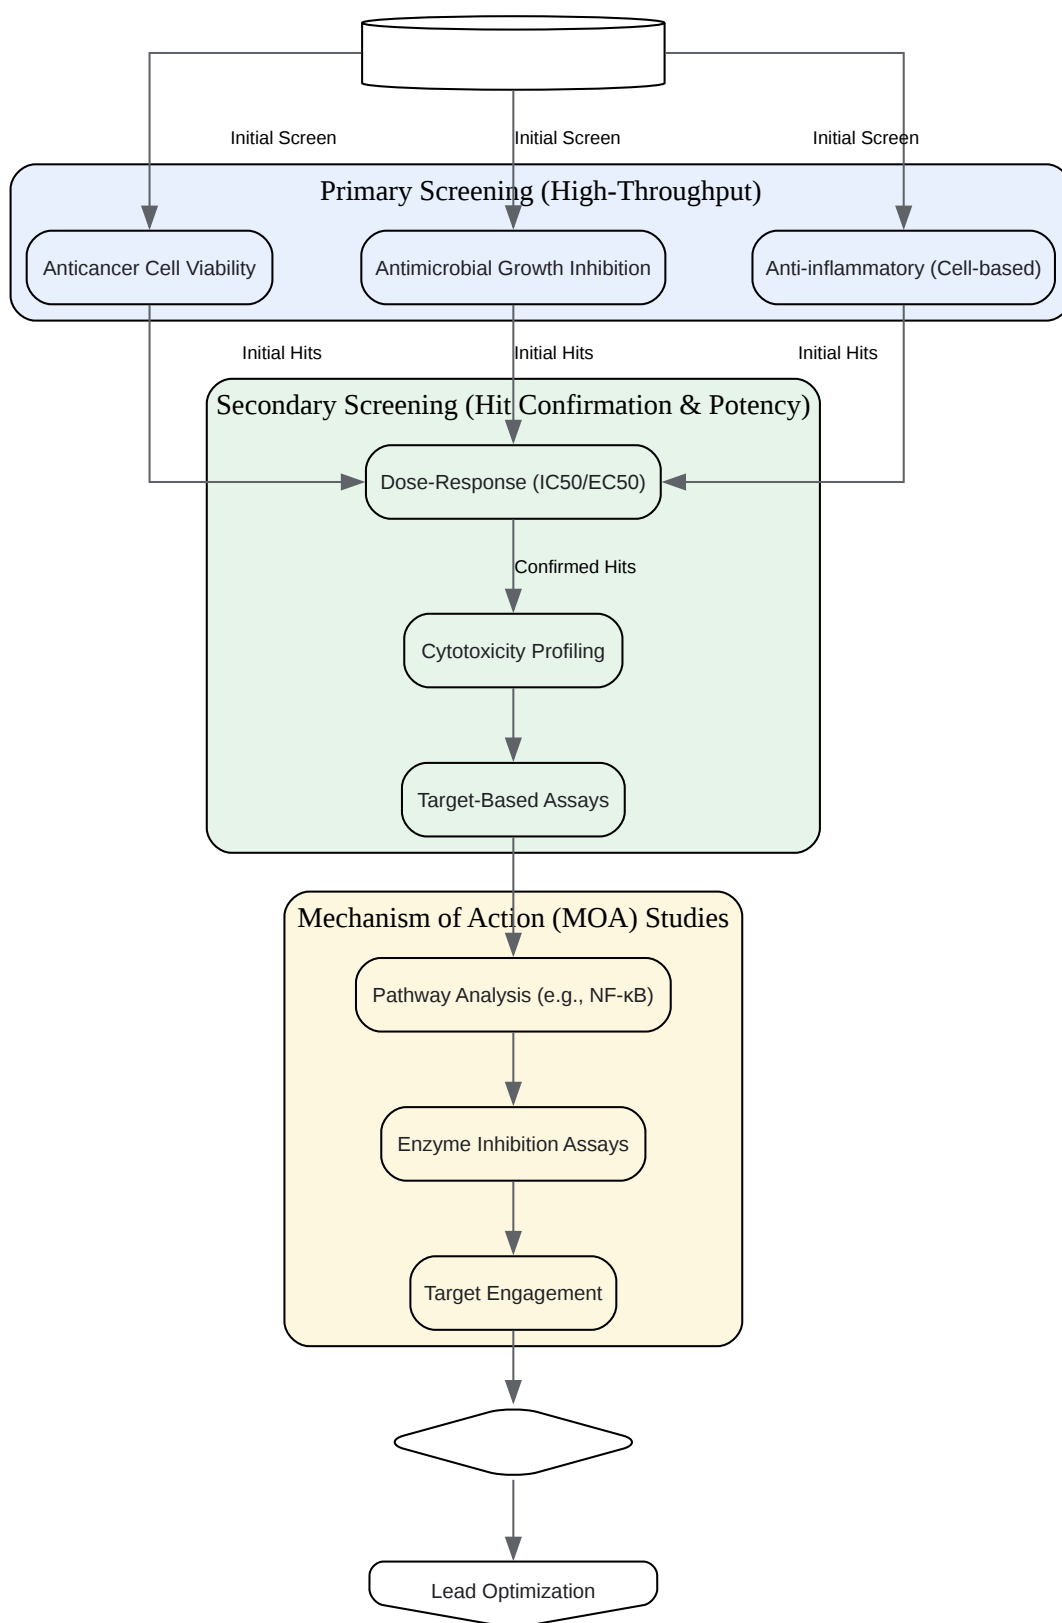 Initial Screen
Initial Screen
Initial Screen
Primary Screening (High-Throughput)
Anticancer Cell Viability
Antimicrobial Growth Inhibition
Anti-inflammatory (Cell-based)
Initial Hits
Initial Hits
Initial Hits
Secondary Screening (Hit Confirmation & Potency)
Dose-Response (IC50/EC50)
Confirmed Hits
Cytotoxicity Profiling
Target-Based Assays
Mechanism of Action (MOA) Studies
Pathway Analysis (e.g., NF-κB)
Enzyme Inhibition Assays
Target Engagement
Lead Optimization